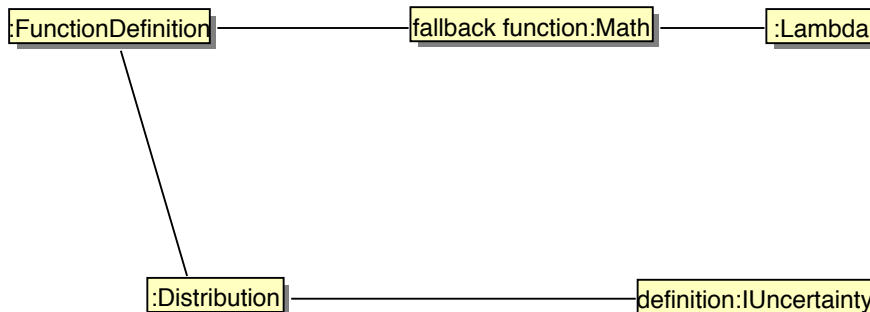 :FunctionDefinition
fallback function:Math
:Lambda
:Distribution
definition:IUncertainty